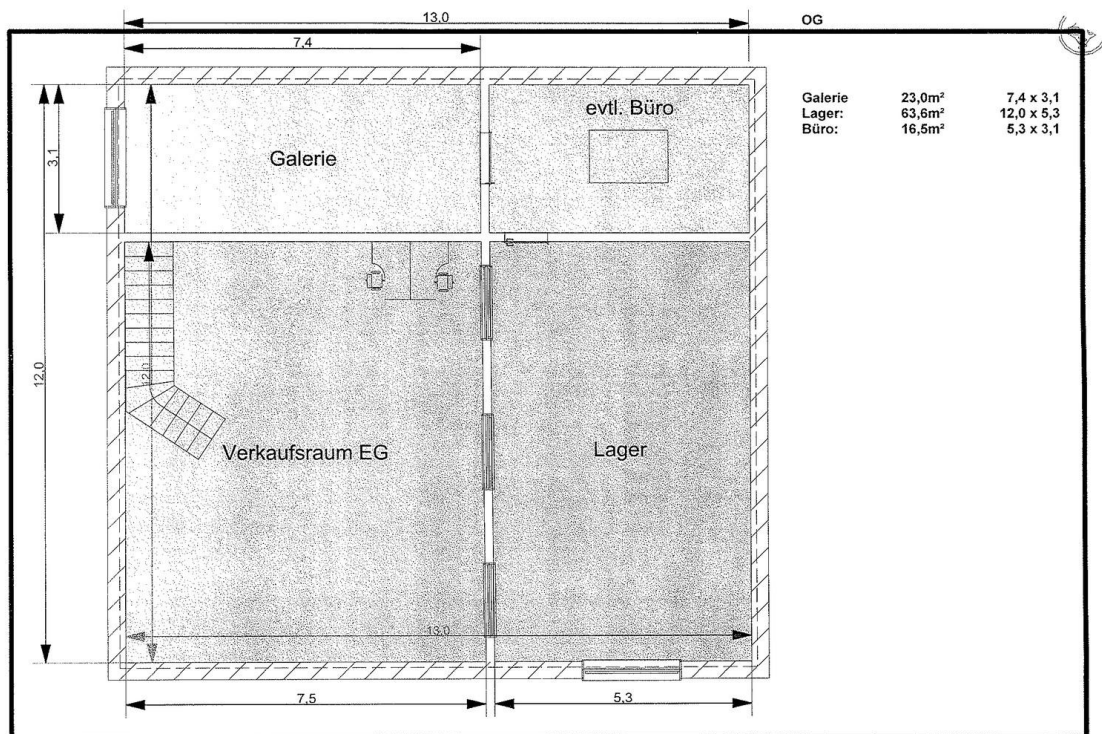 13,0
OG
7,4
Galerie 23,0m² 7,4 x 3,1
Lager: 63,6m² 12,0 x 5,3
Büro: 16,5m² 5,3 x 3,1
evtl. Büro
3,1
Galerie
12,0
12,0
Verkaufsraum EG
Lager
13,0
7,5
5,3